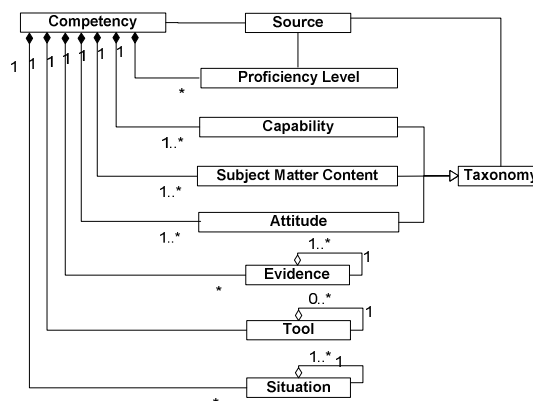 Competency
Source
1 1 1 1 1 1
Proficiency Level
*
Capability
1..*
Subject Matter Content
Taxonomy
1..*
Attitude
1..*
1..*
1
Evidence
*
0..*
1
Tool
1..*
1
Situation
*